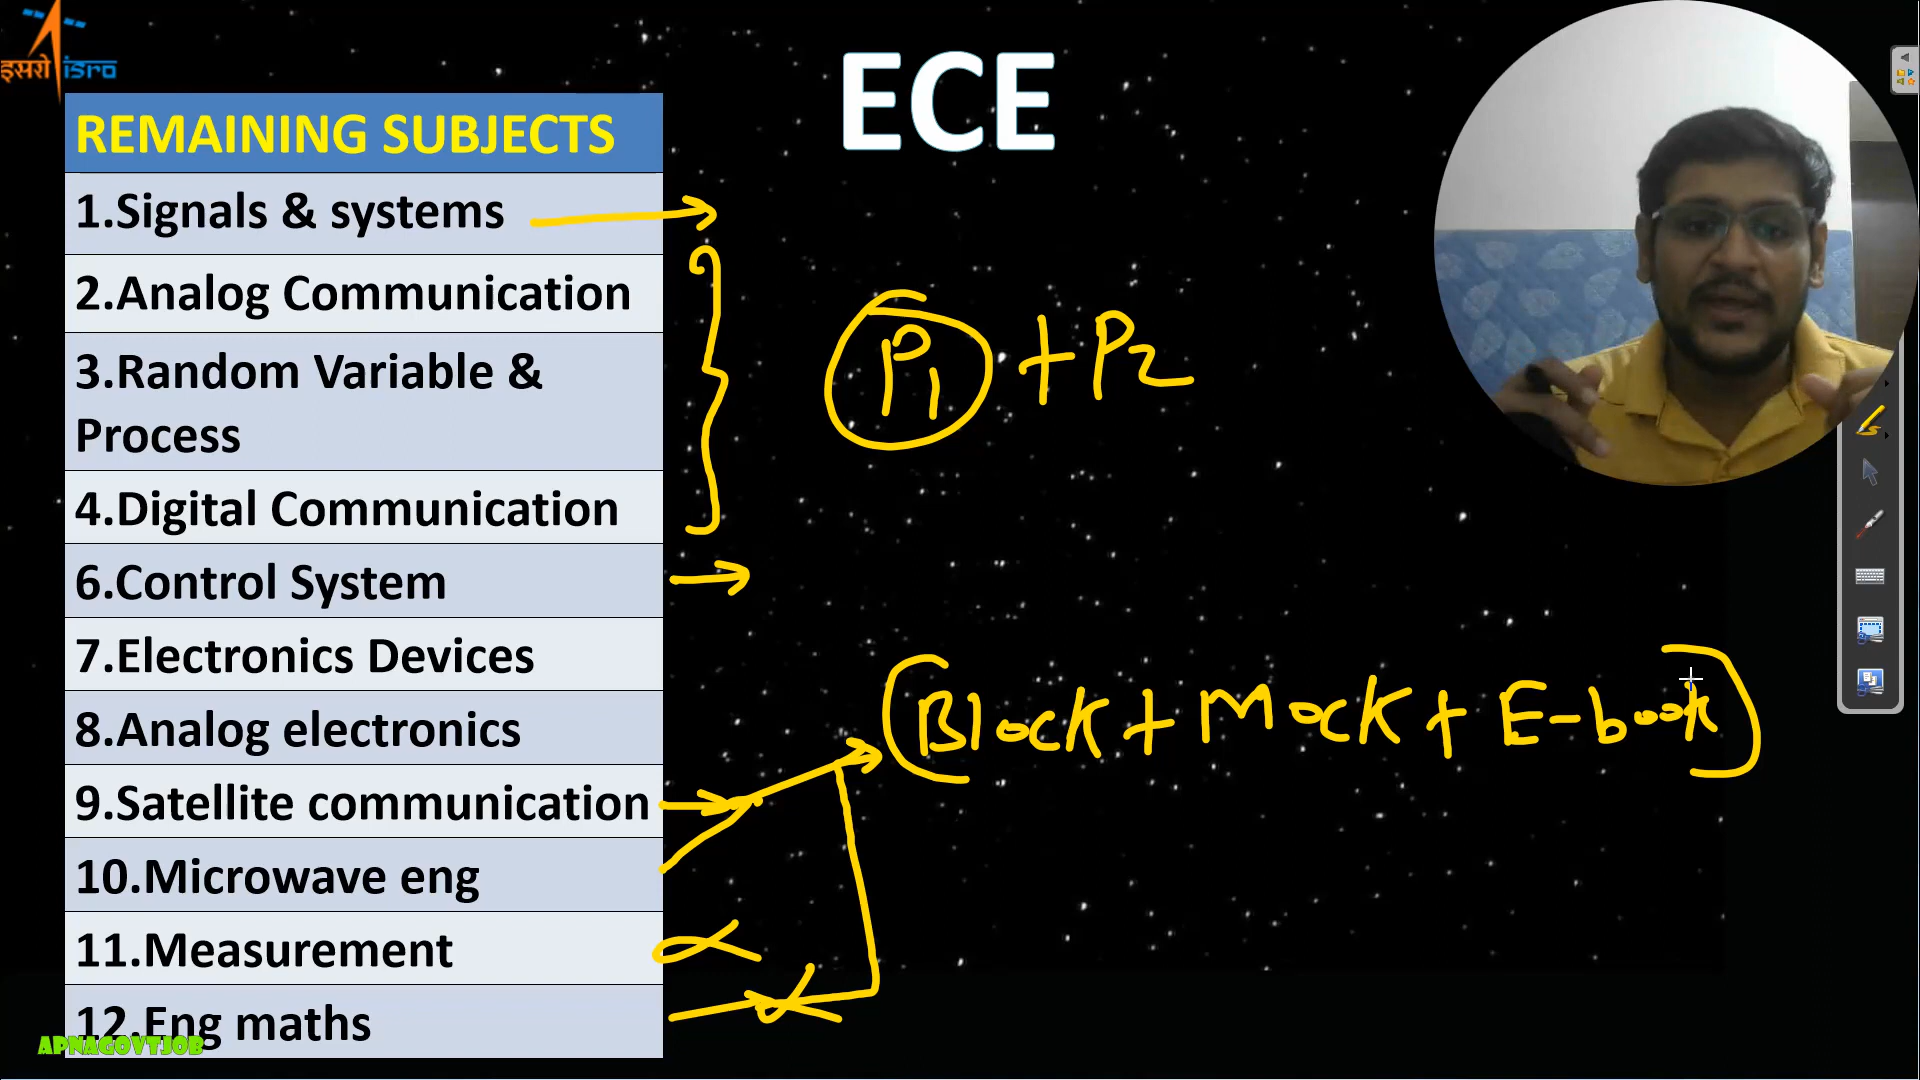 इसरो isro
ECE
REMAINING SUBJECTS
1.Signals & systems
2.Analog Communication
3.Random Variable &
Process
4.Digital Communication
6.Control System
7.Electronics Devices
8.Analog electronics
9.Satellite communication
10.Microwave eng
11.Measurement
12.Eng maths
APNAGOVTJOB
P1 + P2
(Block + Mock + E-book)